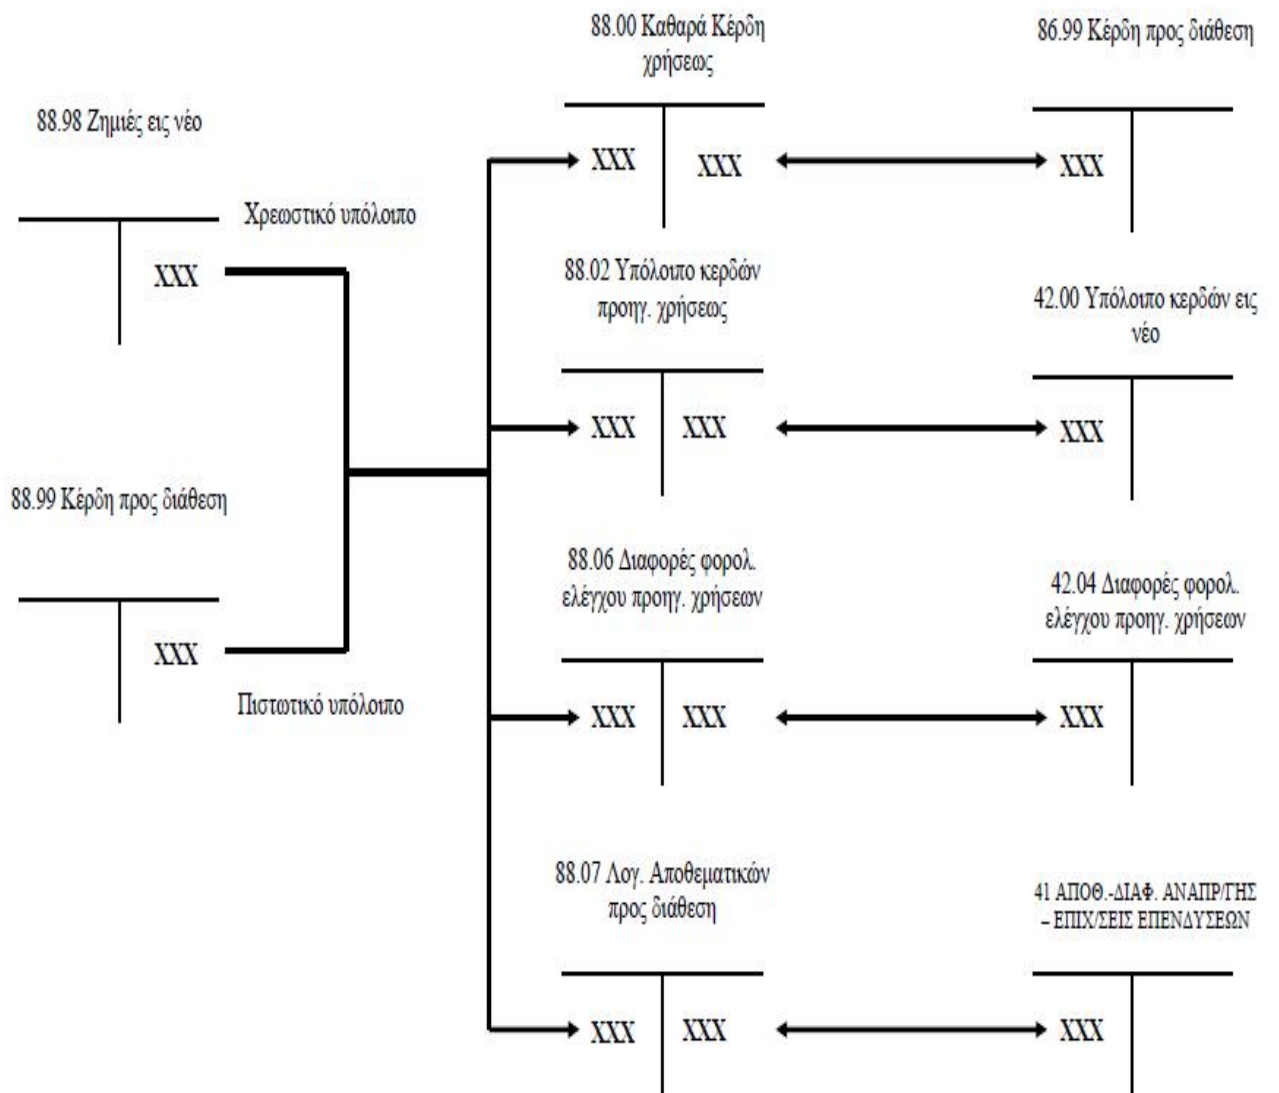 88.00 Καθαρά Κέρδη
χρήσεως
86.99 Κέρδη προς διάθεση
88.98 Ζημιές εις νέο
XXX
XXX
XXX
Χρεωστικό υπόλοιπο
XXX
88.02 Υπόλοιπο κερδών
προηγ. χρήσεως
42.00 Υπόλοιπο κερδών εις
νέο
XXX
XXX
XXX
88.99 Κέρδη προς διάθεση
88.06 Διαφορές φορολ.
ελέγχου προηγ. χρήσεων
42.04 Διαφορές φορολ.
ελέγχου προηγ. χρήσεων
XXX
Πιστωτικό υπόλοιπο
XXX
XXX
XXX
88.07 Λογ. Αποθεματικών
προς διάθεση
41 ΑΠΟΘ.-ΔΙΑΦ. ΑΝΑΠΡ/ΓΗΣ
– ΕΠΙΧ/ΣΕΙΣ ΕΠΕΝΔΥΣΕΩΝ
XXX
XXX
XXX